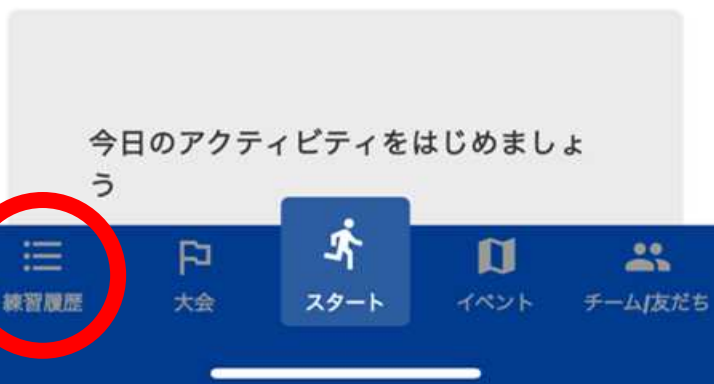 今日のアクティビティをはじめましょ
う
練習履歴 大会 スタート イベント チーム/友だち